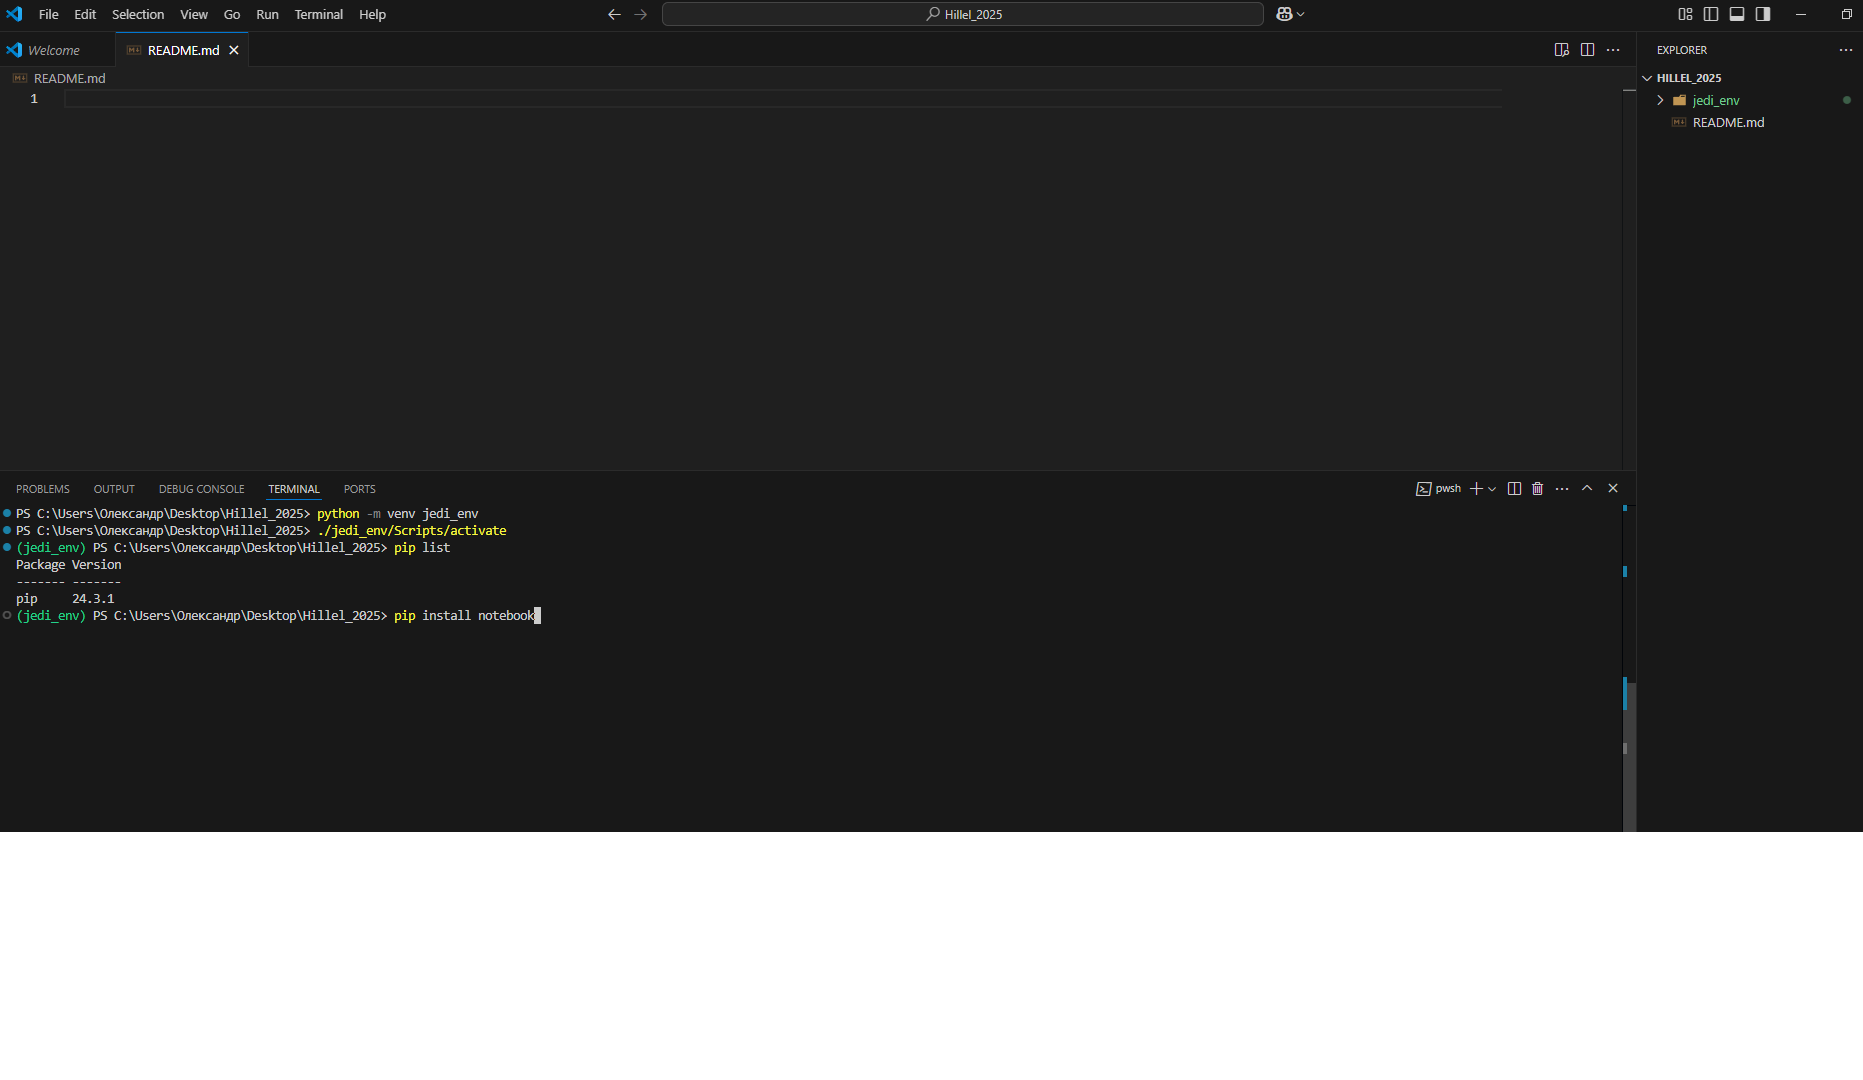 File Edit Selection View Go Run Terminal Help
Hillel_2025
Welcome
README.md
README.md
1
EXPLORER
HILLEL_2025
jedi_env
README.md
PROBLEMS OUTPUT DEBUG CONSOLE TERMINAL PORTS
pwsh
PS C:\Users\Олександр\Desktop\Hillel_2025> python -m venv jedi_env
PS C:\Users\Олександр\Desktop\Hillel_2025> ./jedi_env/Scripts/activate
(jedi_env) PS C:\Users\Олександр\Desktop\Hillel_2025> pip list
Package Version
------- -------
pip     24.3.1
(jedi_env) PS C:\Users\Олександр\Desktop\Hillel_2025> pip install notebook